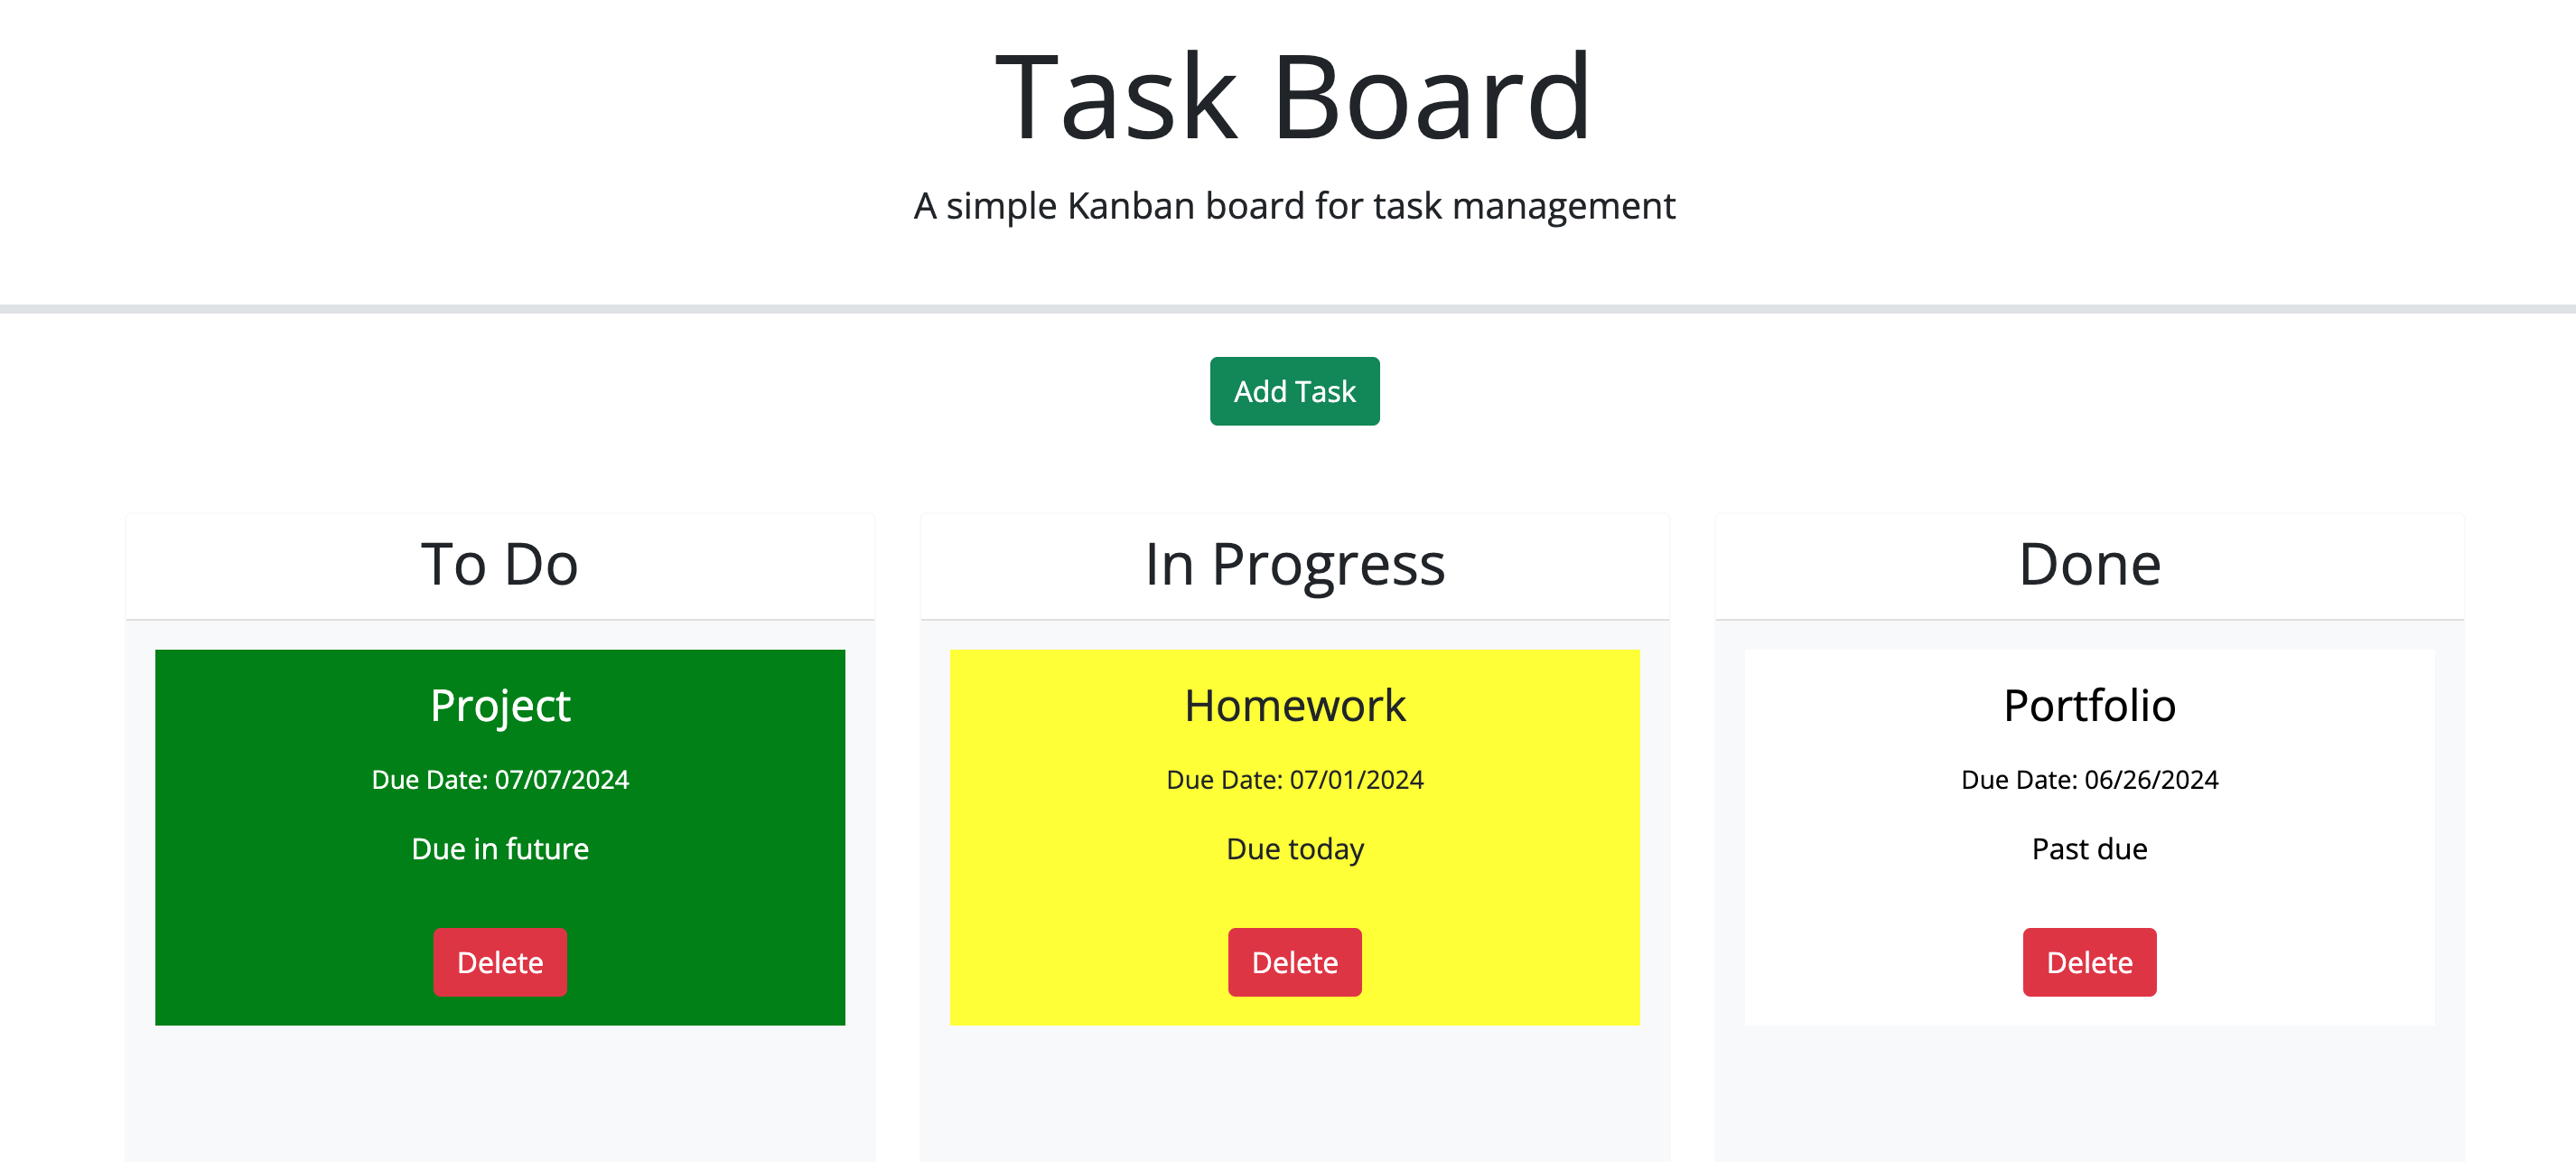 Task Board
A simple Kanban board for task management
Add Task
To Do
Project
Due Date: 07/07/2024
Due in future
Delete
In Progress
Homework
Due Date: 07/01/2024
Due today
Delete
Done
Portfolio
Due Date: 06/26/2024
Past due
Delete